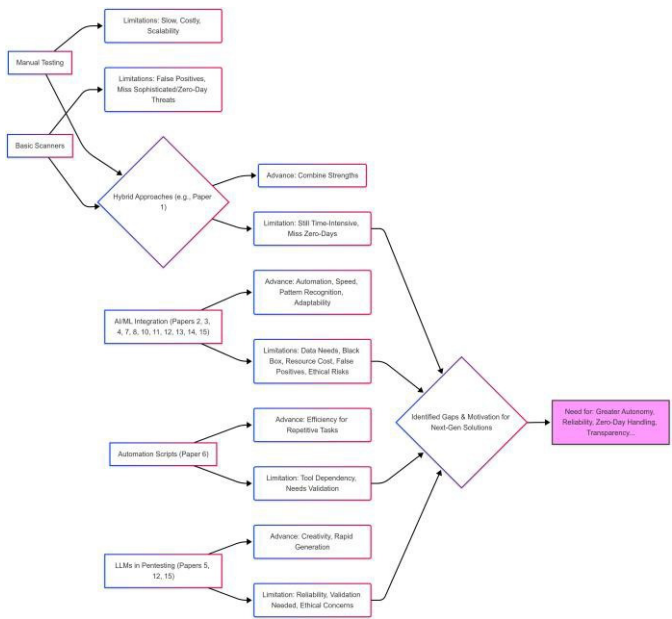 Limitations: Slow, Costly,
Scalability
Manual Testing
Limitations: False Positives,
Miss Sophisticated/Zero-Day
Threats
Basic Scanners
Hybrid Approaches (e.g., Paper
1)
Advance: Combine Strengths
Limitation: Still Time-Intensive,
Miss Zero-Days
Advance: Automation, Speed,
Pattern Recognition,
Adaptability
AI/ML Integration (Papers 2, 3,
4, 7, 8, 10, 11, 12, 13, 14, 15)
Limitations: Data Needs, Black
Box, Resource Cost, False
Positives, Ethical Risks
Identified Gaps & Motivation for
Next-Gen Solutions
Need for: Greater Autonomy,
Reliability, Zero-Day Handling,
Transparency...
Advance: Efficiency for
Repetitive Tasks
Automation Scripts (Paper 6)
Limitation: Tool Dependency,
Needs Validation
Advance: Creativity, Rapid
Generation
LLMs in Pentesting (Papers 5,
12, 15)
Limitation: Reliability, Validation
Needed, Ethical Concerns